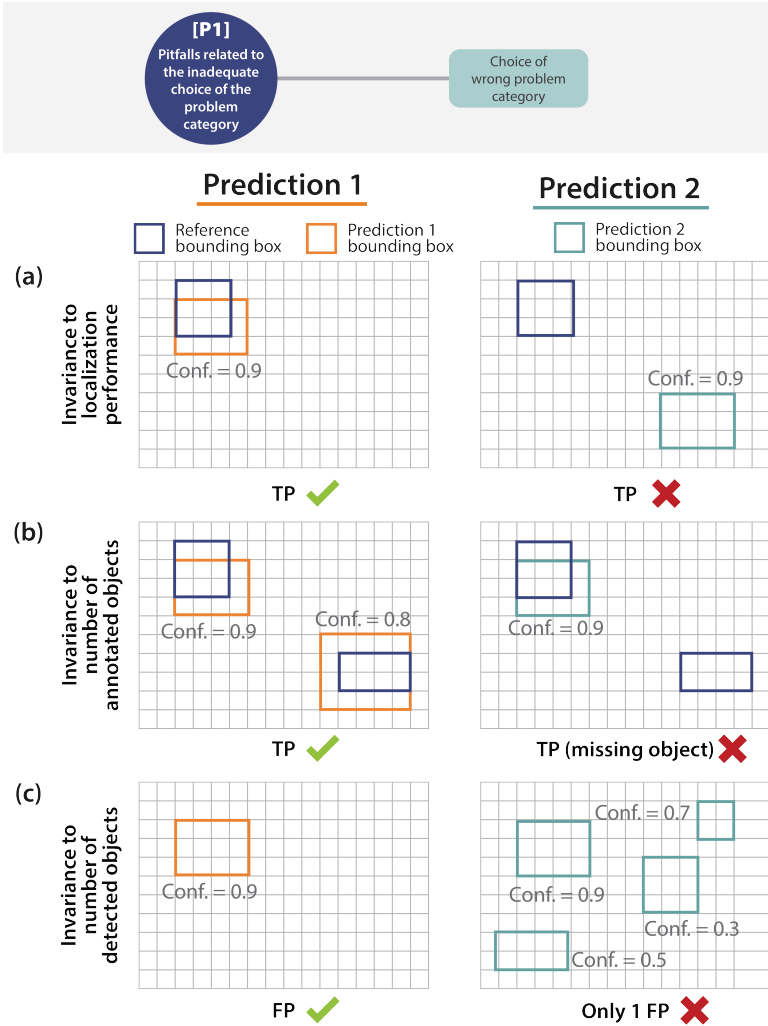 [P1]
Pitfalls related to
the inadequate
choice of the
problem
category
Choice of
wrong problem
category
Prediction 1
Prediction 2
Reference
bounding box
Prediction 1
bounding box
Prediction 2
bounding box
(a)
Invariance to
localization
performance
Conf. = 0.9
Conf. = 0.9
TP
TP
(b)
Invariance to
number of
annotated objects
Conf. = 0.9
Conf. = 0.8
Conf. = 0.9
TP
TP (missing object)
(c)
Invariance to
number of
detected objects
Conf. = 0.9
Conf. = 0.7
Conf. = 0.9
Conf. = 0.3
Conf. = 0.5
FP
Only 1 FP